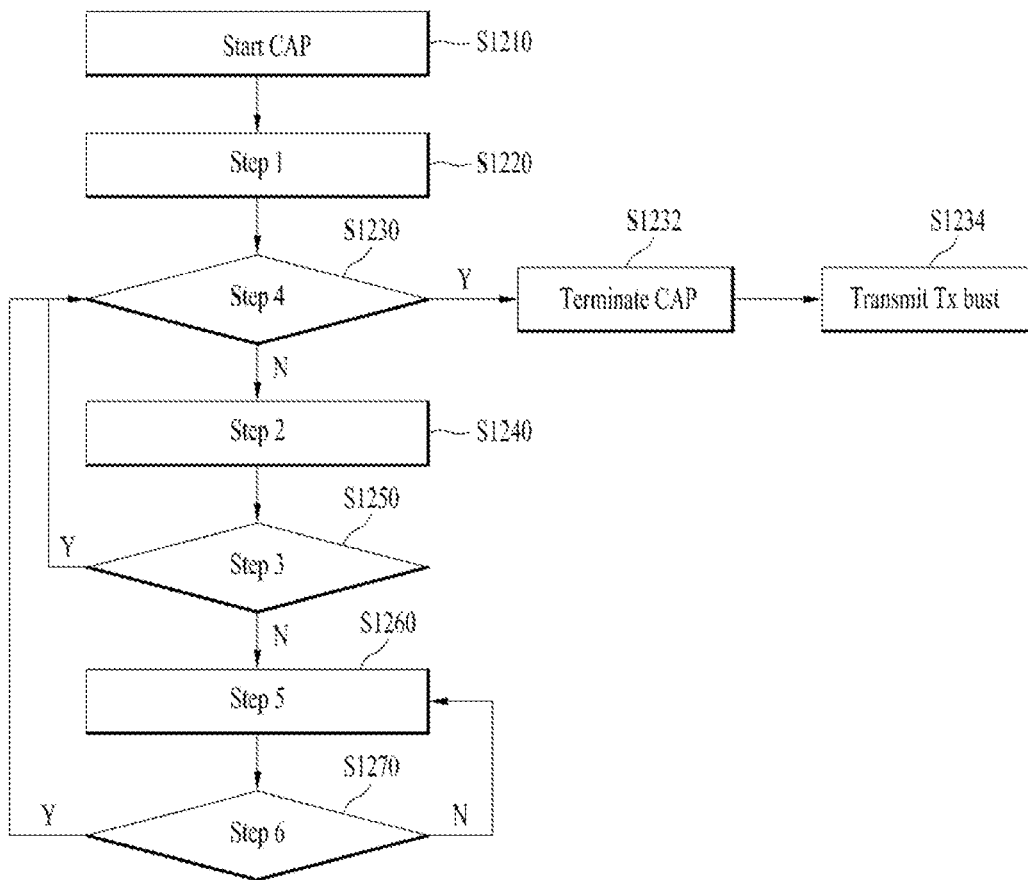 Start CAP
S1210
Step 1
S1220
S1230
Step 4
Y
S1232
Terminate CAP
S1234
Transmit Tx bust
N
Step 2
S1240
S1250
Y
Step 3
N
S1260
Step 5
S1270
Y
Step 6
N